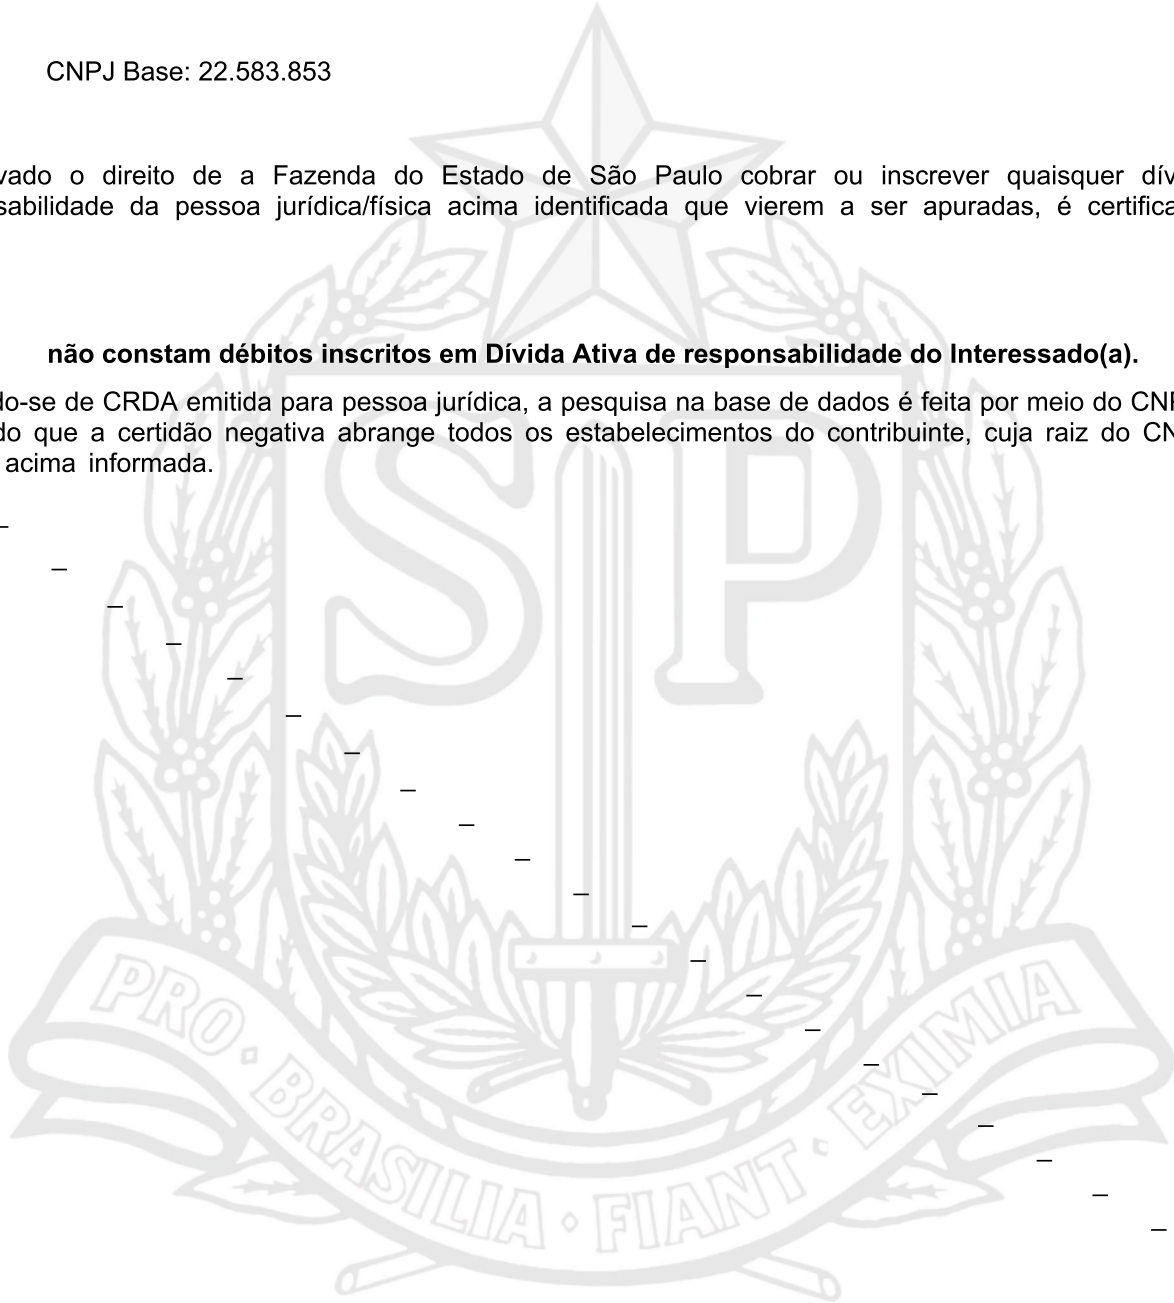 CNPJ Base: 22.583.853
vado o direito de a Fazenda do Estado de São Paulo cobrar ou inscrever quaisquer dív
sabilidade da pessoa jurídica/física acima identificada que vierem a ser apuradas, é certifica
não constam débitos inscritos em Dívida Ativa de responsabilidade do Interessado(a).
do-se de CRDA emitida para pessoa jurídica, a pesquisa na base de dados é feita por meio do CNP
do que a certidão negativa abrange todos os estabelecimentos do contribuinte, cuja raiz do CN
acima informada.
SP
PRO · BRASILIA · FIANT · EXIMIA